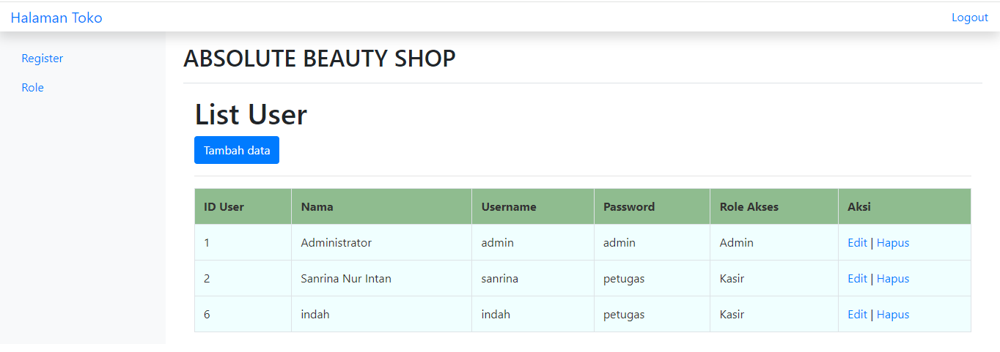 Halaman Toko Logout
Register
Role
ABSOLUTE BEAUTY SHOP
List User
Tambah data
ID User Nama Username Password Role Akses Aksi
1 Administrator admin admin Admin Edit | Hapus
2 Sanrina Nur Intan sanrina petugas Kasir Edit | Hapus
6 indah indah petugas Kasir Edit | Hapus